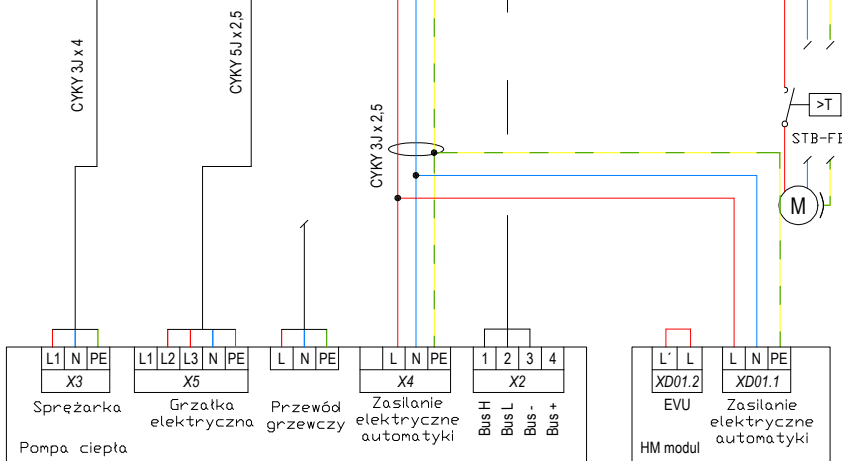 CYKY 3J x 4
CYKY 5J x 2,5
CYKY 3J x 2,5
>T
STB-FB
M
L1 N PE
X3
Sprężarka
L1 L2 L3 N PE
X5
Grzałka
elektryczna
L N PE
Przewód
grzewczy
L N PE
X4
Zasilanie
elektryczne
automatyki
1 2 3 4
X2
Bus H
Bus L
Bus -
Bus +
L´ L
XD01.2
EVU
L N PE
XD01.1
Zasilanie
elektryczne
automatyki
Pompa ciepła
HM moduł